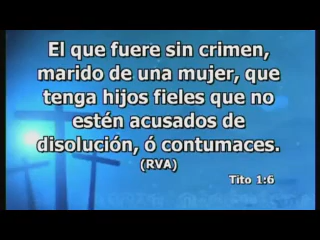 El que fuere sin crimen,
marido de una mujer, que
tenga hijos fieles que no
estén acusados de
disolución, ó contumaces.
(RVA)
Tito 1:6